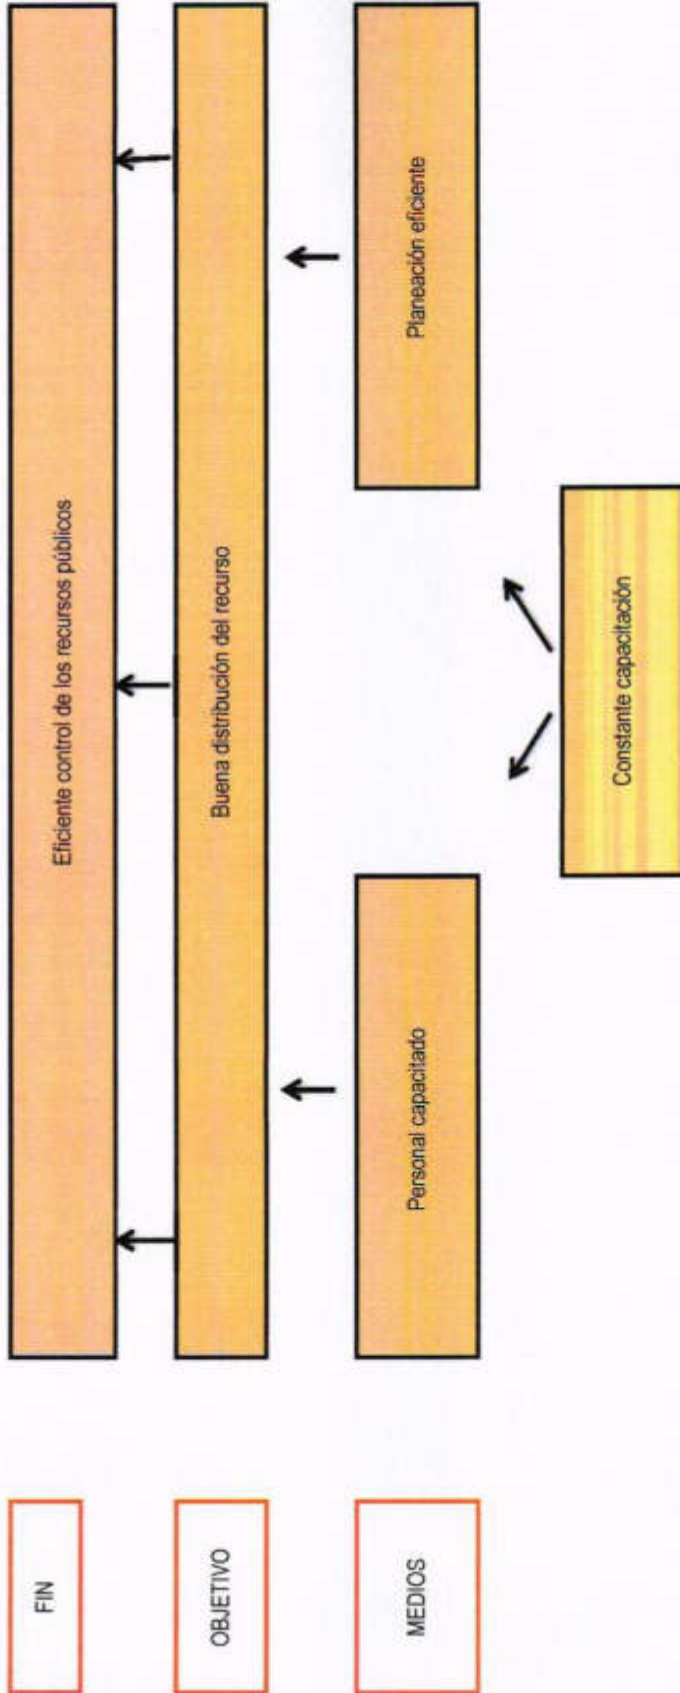 FIN
Eficiente control de los recursos públicos
OBJETIVO
Buena distribución del recurso
MEDIOS
Personal capacitado
Planeación eficiente
Constante capacitación